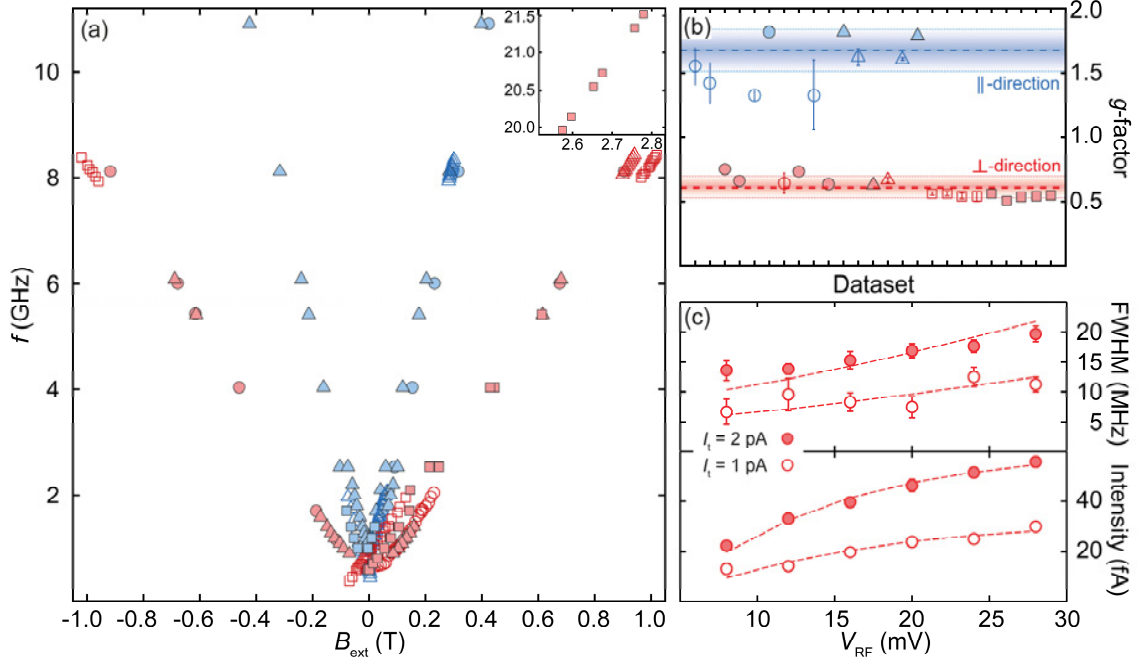 (a)
f (GHz)
10
8
6
4
2
-1.0 -0.8 -0.6 -0.4 -0.2 0 0.2 0.4 0.6 0.8 1.0
B_ext (T)
21.5
21.0
20.5
20.0
2.6 2.7 2.8
(b)
2.0
1.5
1.0
0.5
g-factor
||-direction
⊥-direction
Dataset
(c)
20
15
10
5
FWHM (MHz)
I_t = 2 pA
I_t = 1 pA
40
20
Intensity (fA)
10 15 20 25 30
V_RF (mV)